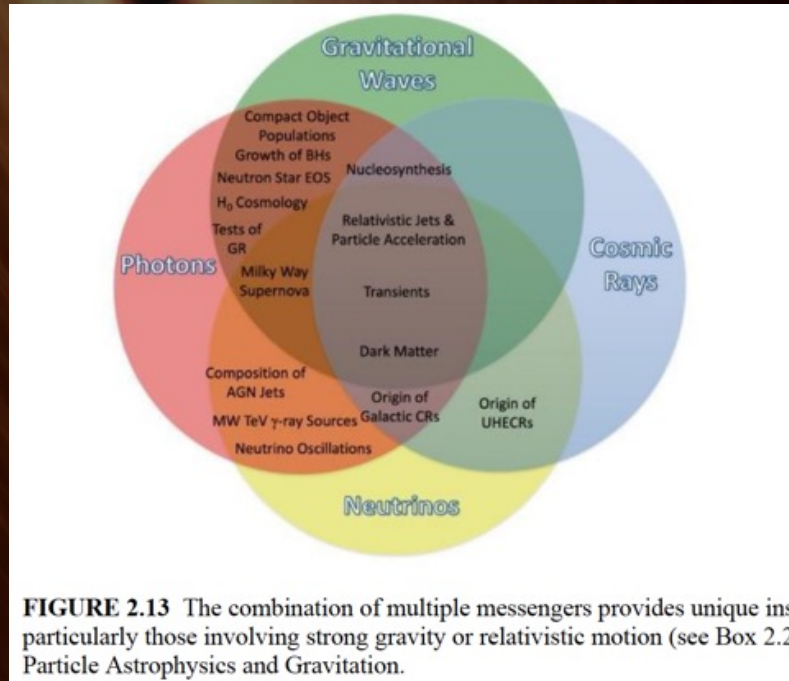 Gravitational
Waves
Compact Object
Populations
Growth of BHs
Nucleosynthesis
Neutron Star EOS
H₀ Cosmology
Relativistic Jets &
Particle Acceleration
Tests of
GR
Cosmic
Rays
Photons
Milky Way
Supernova
Transients
Dark Matter
Composition of
AGN Jets
Origin of
Galactic CRs
Origin of
UHECRs
MW TeV γ-ray Sources
Neutrino Oscillations
Neutrinos
FIGURE 2.13 The combination of multiple messengers provides unique
particularly those involving strong gravity or relativistic motion (see Box 2.2
Particle Astrophysics and Gravitation.